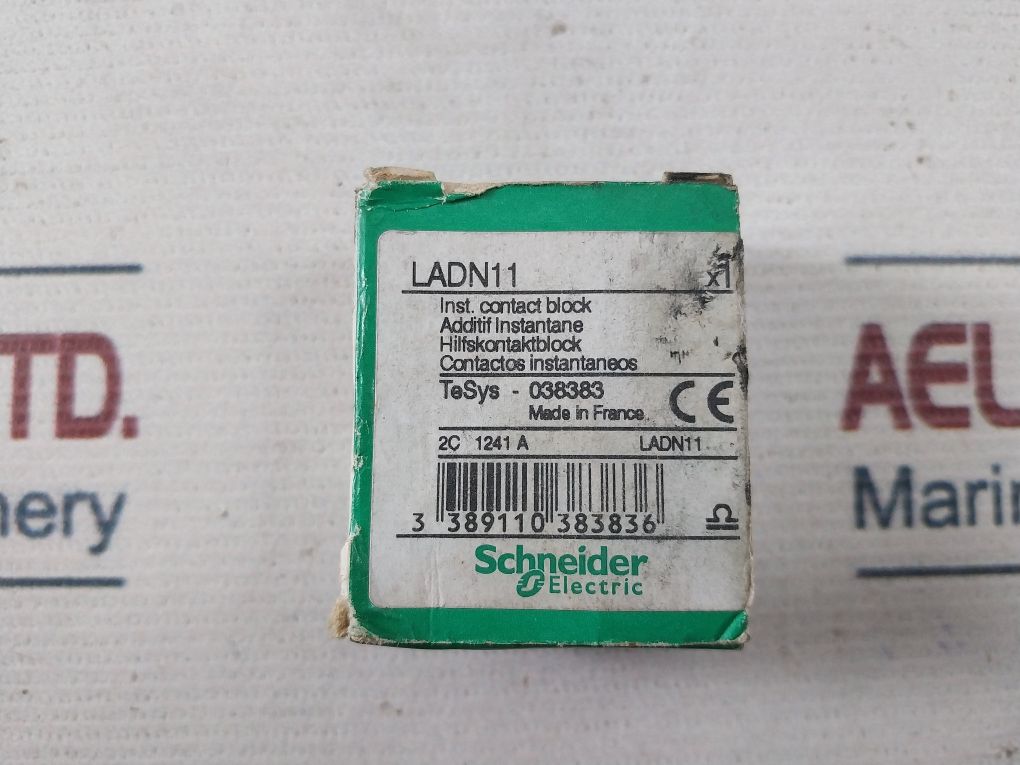 LADN11 x1
Inst. contact block
Additif Instantane
Hilfskontaktblock
Contactos instantaneos
TeSys - 038383
Made in France
CE
2C 1241 A LADN11
3 389110 383836
Schneider
Electric
TD.
nery
AEL
Marin